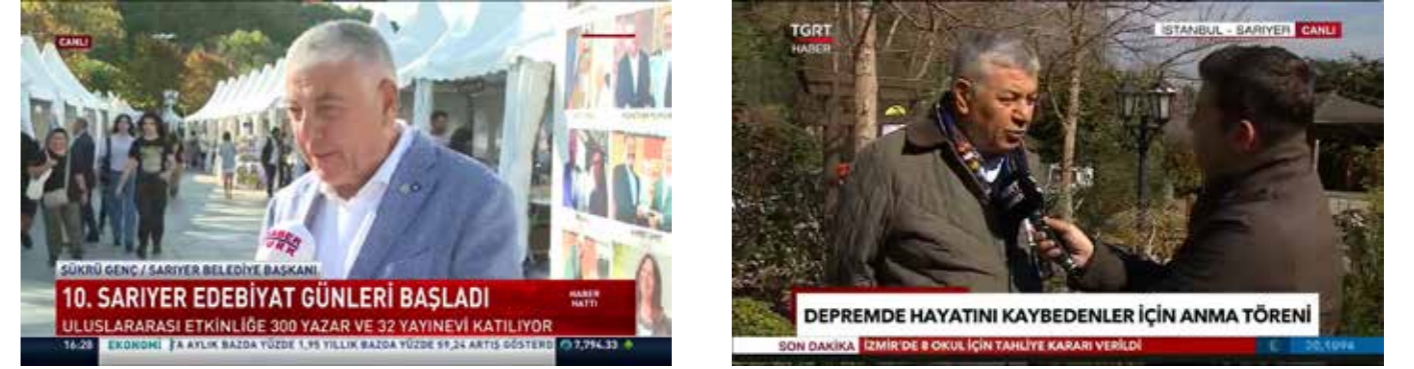 CANLI
HABER
TÜRK
ŞÜKRÜ GENÇ / SARIYER BELEDİYE BAŞKANI
10. SARIYER EDEBİYAT GÜNLERİ BAŞLADI
HABER
HATTI
ULUSLARARASI ETKİNLİĞE 300 YAZAR VE 32 YAYINEVİ KATILIYOR
16:28 EKONOMİ TA AYLIK BAZDA YÜZDE 1,95 YILLIK BAZDA YÜZDE 59,24 ARTIŞ GÖSTERD 7,794.33
TGRT
HABER
İSTANBUL - SARIYER CANLI
DEPREMDE HAYATINI KAYBEDENLER İÇİN ANMA TÖRENİ
SON DAKİKA İZMİR'DE 8 OKUL İÇİN TAHLİYE KARARI VERİLDİ